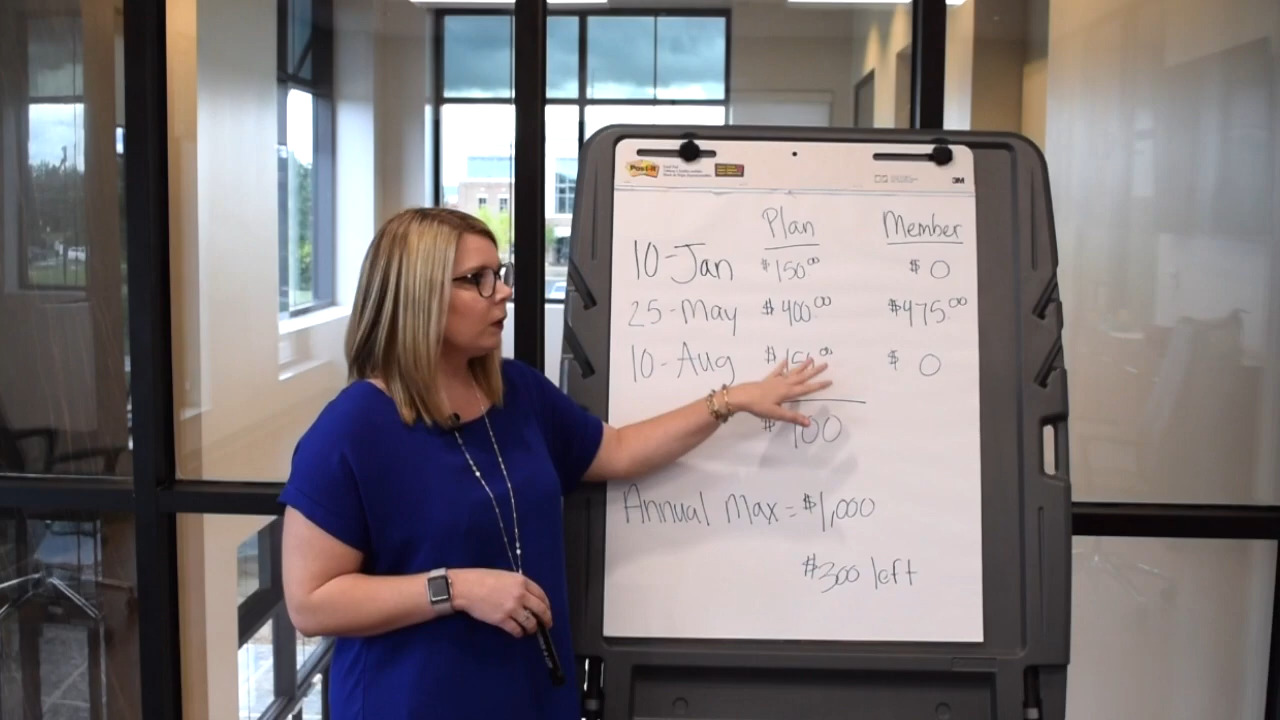 Post-it
3M
Plan Member
10-Jan $150.00 $0
25-May $400.00 $475.00
10-Aug $150.00 $0
$100
Annual Max = $1,000
$300 left